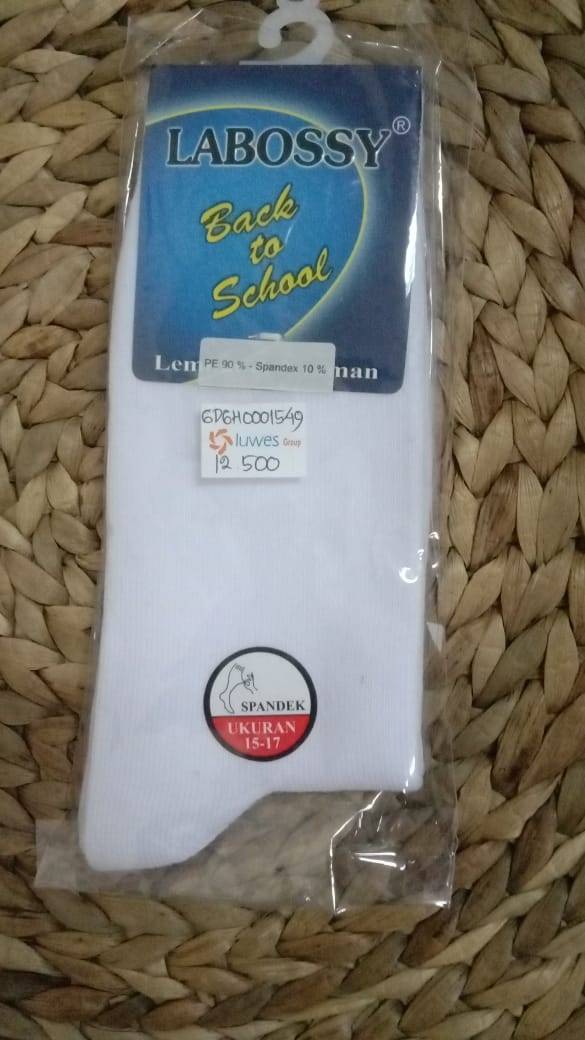 LABOSSY®
Back
to
School
PE 90 % - Spandex 10 %
6D6H0001549
luwes Group
12 500
SPANDEK
UKURAN
15-17